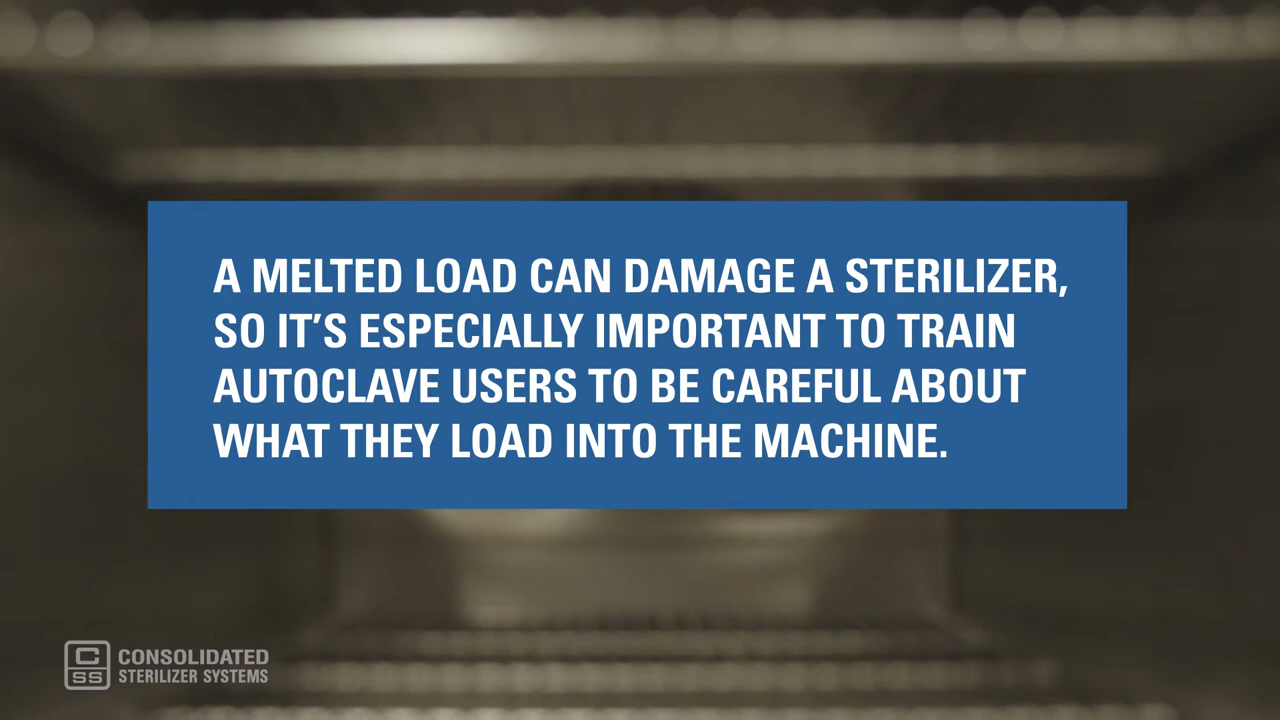 A MELTED LOAD CAN DAMAGE A STERILIZER,
SO IT’S ESPECIALLY IMPORTANT TO TRAIN
AUTOCLAVE USERS TO BE CAREFUL ABOUT
WHAT THEY LOAD INTO THE MACHINE.
CSS
CONSOLIDATED
STERILIZER SYSTEMS